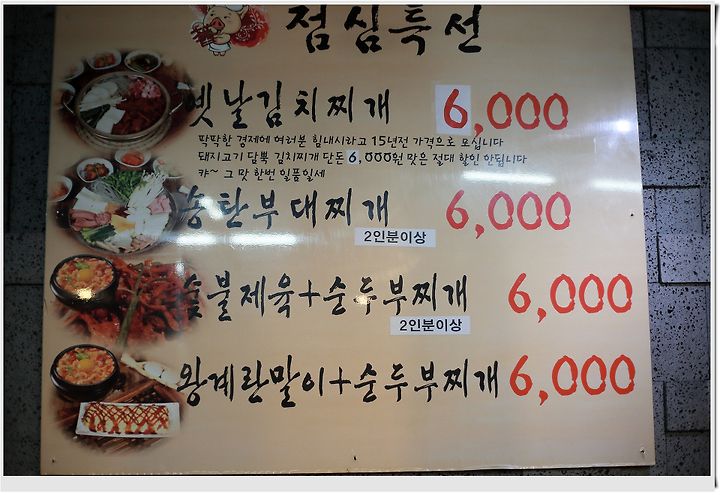 점심특선
옛날김치찌개 6,000
팍팍한 경제에 여러분 힘내시라고 15년전 가격으로 모십니다
돼지고기 담뿍 김치찌개 단돈 6,000원 맛은 절대 할인 안됩니다
캬~ 그 맛 한번 일품일세
송탄부대찌개 6,000
2인분이상
숯불제육+순두부찌개 6,000
2인분이상
왕계란말이+순두부찌개 6,000